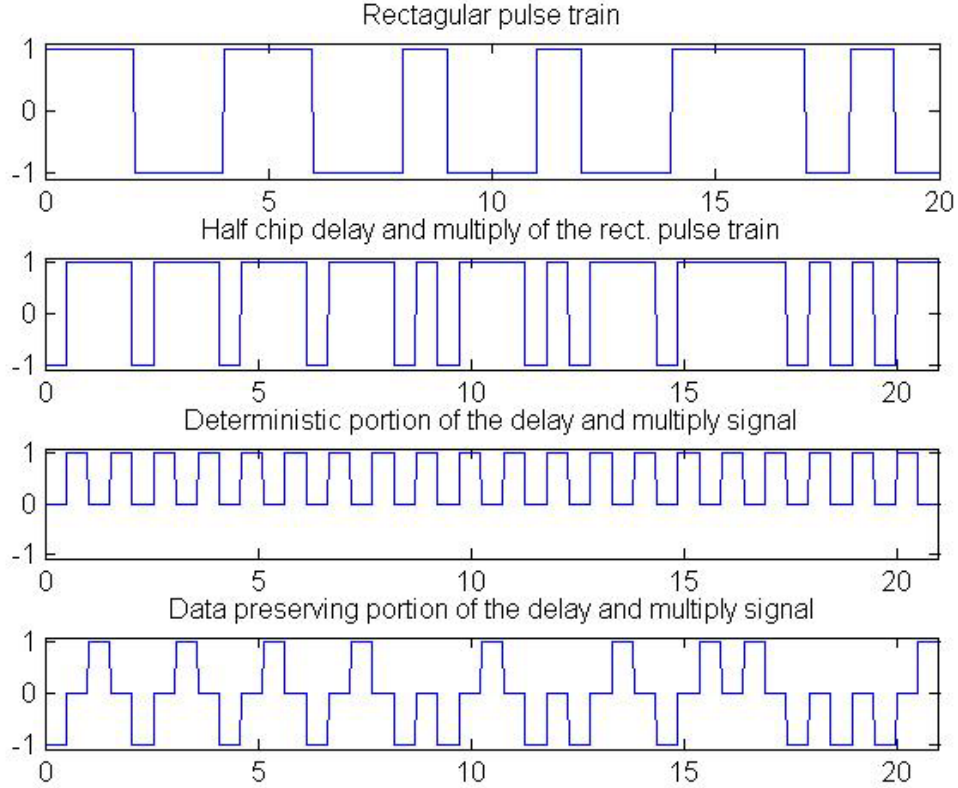 Rectagular pulse train
1
0
-1
0 5 10 15 20
Half chip delay and multiply of the rect. pulse train
1
0
-1
0 5 10 15 20
Deterministic portion of the delay and multiply signal
1
0
-1
0 5 10 15 20
Data preserving portion of the delay and multiply signal
1
0
-1
0 5 10 15 20